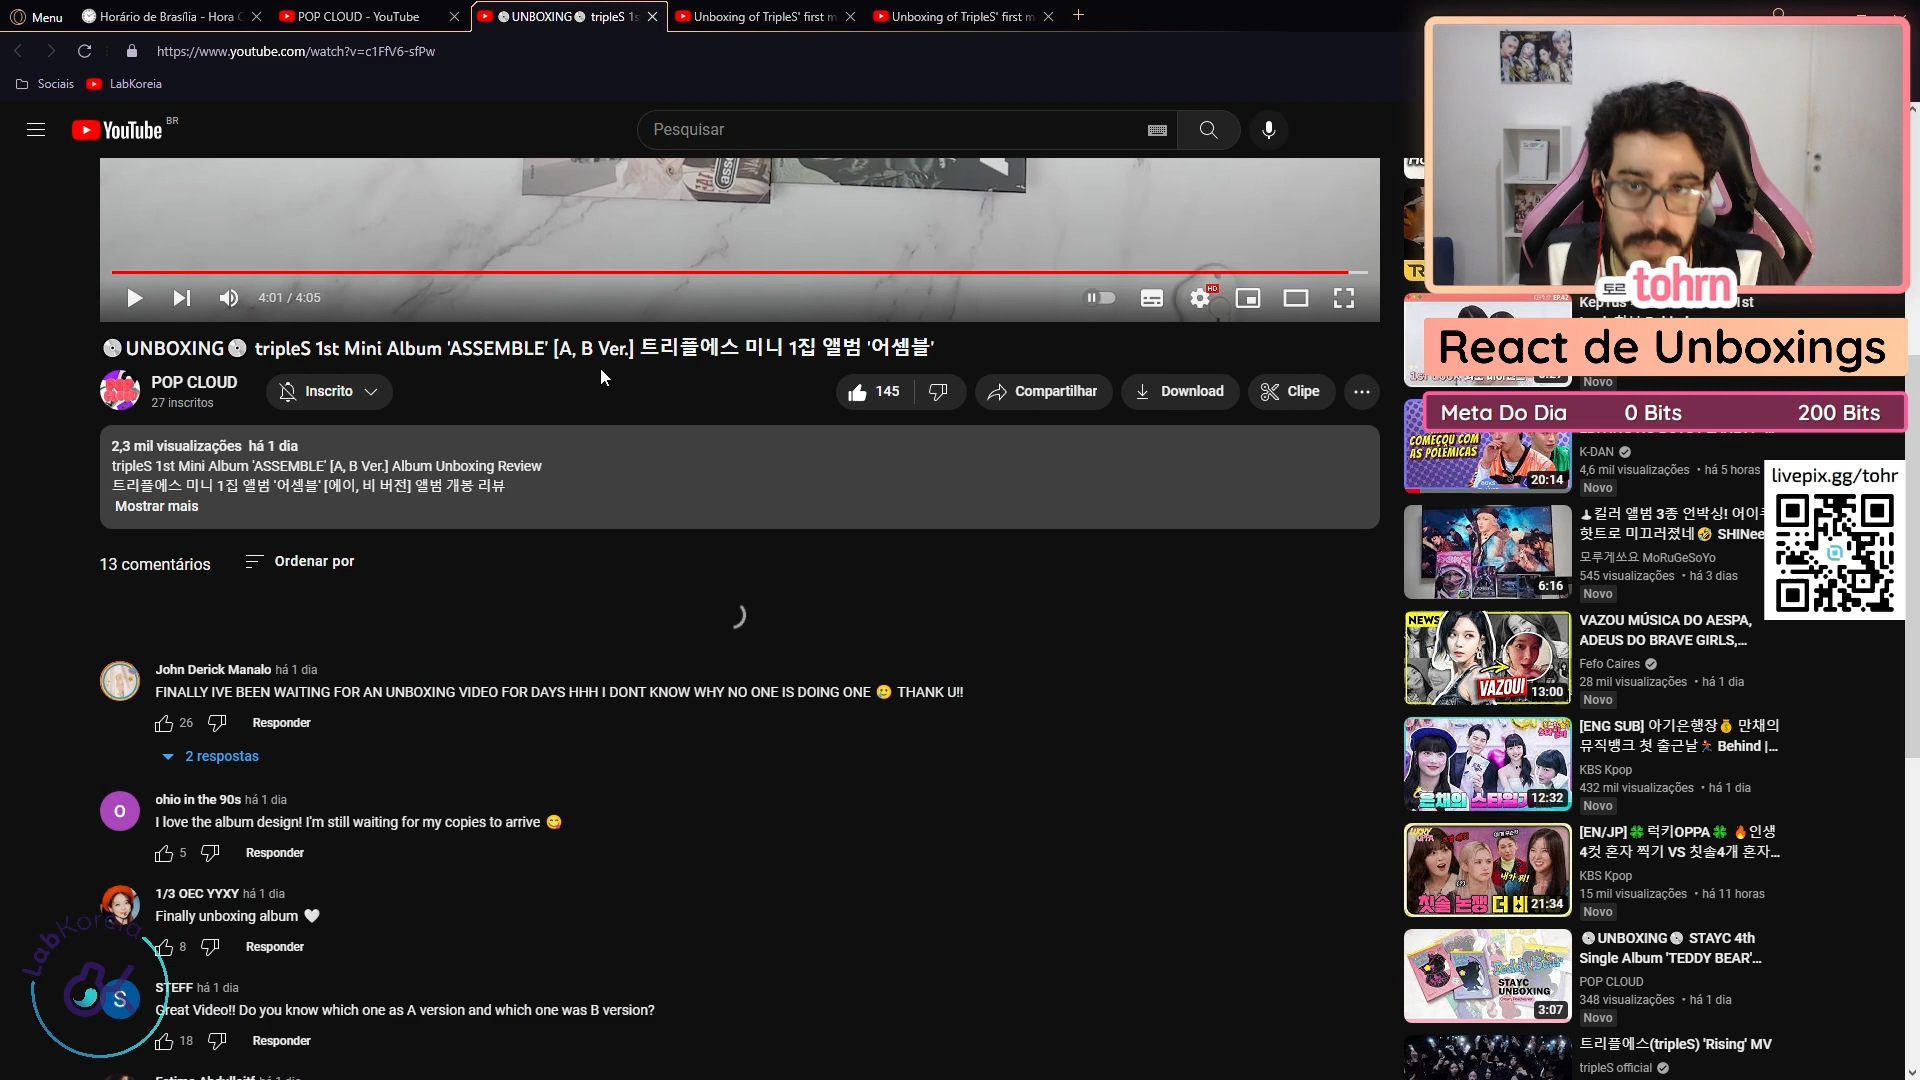 Menu
Horário de Brasília - Hora C
POP CLOUD - YouTube
UNBOXING tripleS 1s
Unboxing of TripleS' first m
Unboxing of TripleS' first m
https://www.youtube.com/watch?v=c1FfV6-sfPw
Sociais
LabKoreia
YouTube BR
Pesquisar
4:01 / 4:05
HD
UNBOXING tripleS 1st Mini Album 'ASSEMBLE' [A, B Ver.] 트리플에스 미니 1집 앨범 '어셈블'
POP CLOUD
27 inscritos
Inscrito
145
Compartilhar
Download
Clipe
2,3 mil visualizações há 1 dia
tripleS 1st Mini Album 'ASSEMBLE' [A, B Ver.] Album Unboxing Review
트리플에스 미니 1집 앨범 '어셈블' [에이, 비 버전] 앨범 개봉 리뷰
Mostrar mais
13 comentários
Ordenar por
John Derick Manalo há 1 dia
FINALLY IVE BEEN WAITING FOR AN UNBOXING VIDEO FOR DAYS HHH I DONT KNOW WHY NO ONE IS DOING ONE 🥲 THANK U!!
26
Responder
2 respostas
O
ohio in the 90s há 1 dia
I love the album design! I'm still waiting for my copies to arrive 😋
5
Responder
1/3 OEC YYXY há 1 dia
Finally unboxing album 🤍
8
Responder
LabKoreia
S
STEFF há 1 dia
Great Video!! Do you know which one as A version and which one was B version?
18
Responder
토르 tohrn
React de Unboxings
Meta Do Dia 0 Bits 200 Bits
livepix.gg/tohr
Novo
COMEÇOU COM
AS POLÊMICAS
20:14
K-DAN
4,6 mil visualizações • há 5 horas
Novo
6:16
킬러 앨범 3종 언박싱!
핫트로 미끄러졌네🤣 SHINee
모루게쏘요 MoRuGeSoYo
545 visualizações • há 3 dias
Novo
NEWS
VAZOU!
13:00
VAZOU MÚSICA DO AESPA,
ADEUS DO BRAVE GIRLS,...
Fefo Caires
28 mil visualizações • há 1 dia
Novo
12:32
[ENG SUB] 아기은행장 만채의
뮤직뱅크 첫 출근날 Behind |...
KBS Kpop
432 mil visualizações • há 1 dia
Novo
칫솔 논쟁
21:34
[EN/JP]🍀럭키OPPA🍀 🔥인생
4컷 혼자 찍기 VS 칫솔4개 혼자...
KBS Kpop
15 mil visualizações • há 11 horas
Novo
STAYC
UNBOXING
3:07
UNBOXING STAYC 4th
Single Album 'TEDDY BEAR'...
POP CLOUD
348 visualizações • há 1 dia
Novo
트리플에스(tripleS) 'Rising' MV
tripleS official